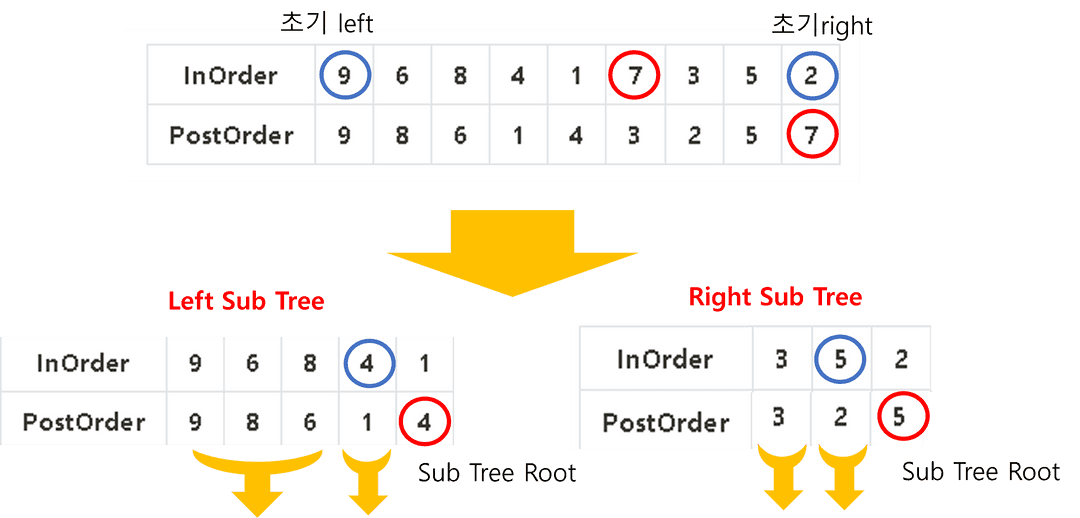 초기 left 초기right
InOrder 9 6 8 4 1 7 3 5 2
PostOrder 9 8 6 1 4 3 2 5 7
Left Sub Tree
InOrder 9 6 8 4 1
PostOrder 9 8 6 1 4
Sub Tree Root
Right Sub Tree
InOrder 3 5 2
PostOrder 3 2 5
Sub Tree Root